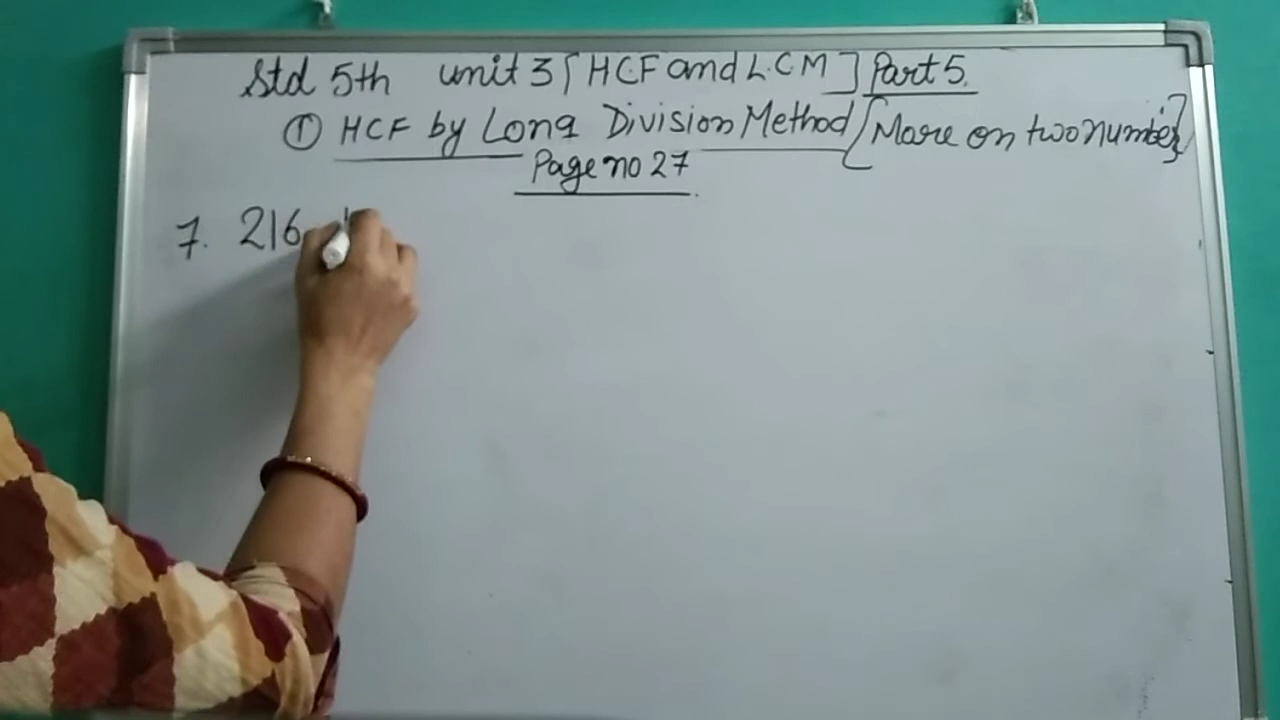 Std 5th unit 3 [HCF and L.C.M] Part 5.
① HCF by Long Division Method [More on two number]
Page no 27
7. 216,